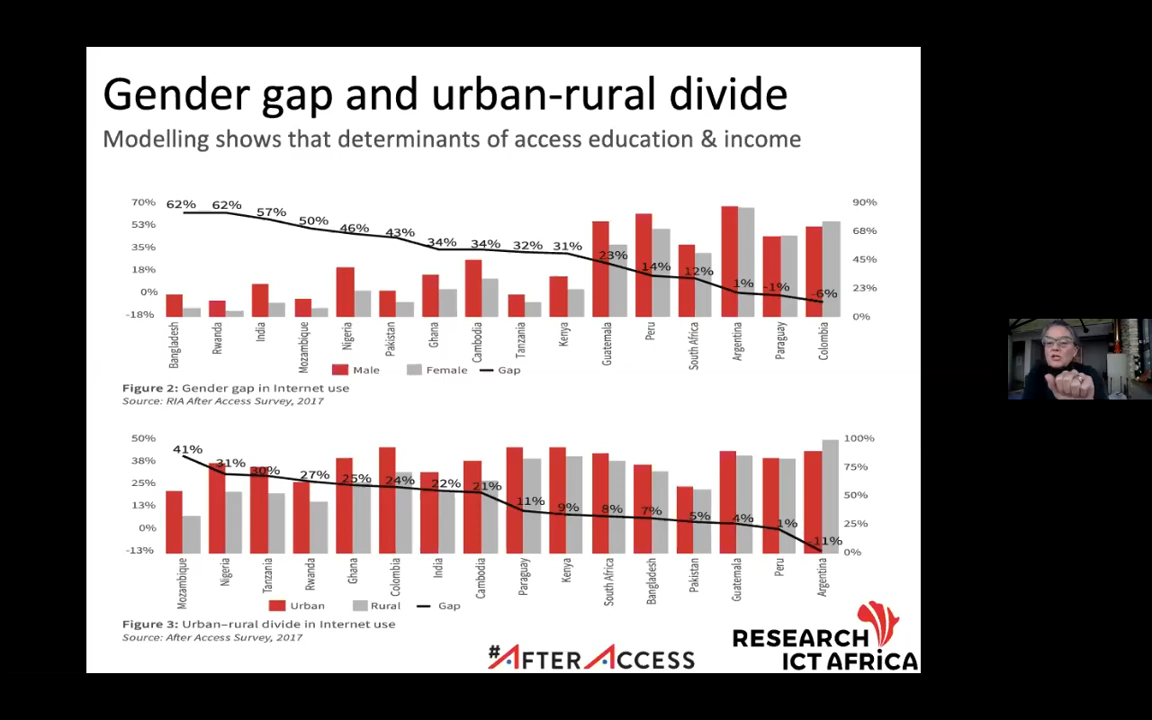 Gender gap and urban-rural divide
Modelling shows that determinants of access education & income
70%
53%
35%
18%
0%
-18%
62%
62%
57%
50%
46%
43%
34%
34%
32%
31%
23%
14%
12%
1%
-1%
-6%
90%
68%
45%
23%
0%
Bangladesh
Rwanda
India
Mozambique
Nigeria
Pakistan
Ghana
Cambodia
Tanzania
Kenya
Guatemala
Peru
South Africa
Argentina
Paraguay
Colombia
Male Female Gap
Figure 2: Gender gap in Internet use
Source: RIA After Access Survey, 2017
50%
38%
25%
13%
0%
-13%
41%
31%
30%
27%
25%
24%
22%
21%
11%
9%
8%
7%
5%
4%
1%
11%
100%
75%
50%
25%
0%
Mozambique
Nigeria
Tanzania
Rwanda
Ghana
Colombia
India
Cambodia
Paraguay
Kenya
South Africa
Bangladesh
Pakistan
Guatemala
Peru
Argentina
Urban Rural Gap
Figure 3: Urban–rural divide in Internet use
Source: After Access Survey, 2017
#AFTERACCESS
RESEARCH
ICT AFRICA